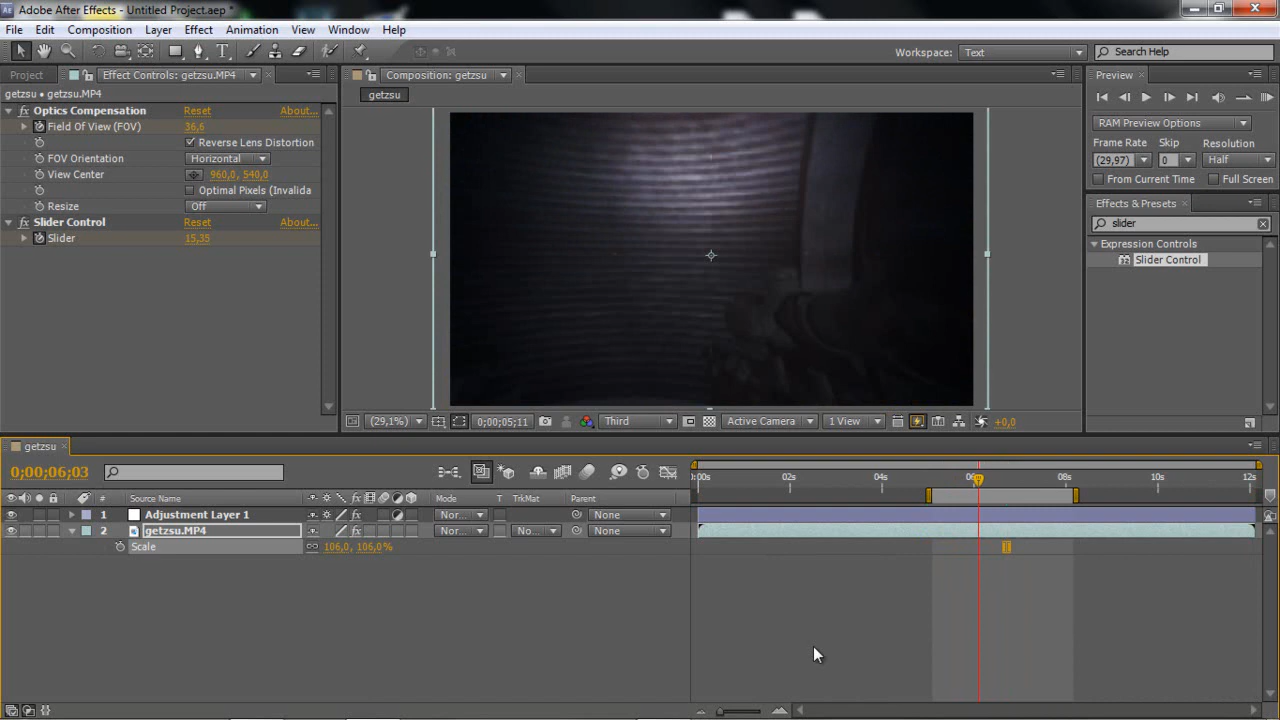 Adobe After Effects - Untitled Project.aep *
File Edit Composition Layer Effect Animation View Window Help
Workspace: Text Search Help
Project Effect Controls: getzsu.MP4
getzsu • getzsu.MP4
Optics Compensation Reset About...
Field Of View (FOV) 36,6
Reverse Lens Distortion
FOV Orientation Horizontal
View Center 960,0, 540,0
Optimal Pixels (Invalida
Resize Off
Slider Control Reset About...
Slider 15,35
Composition: getzsu
getzsu
(29,1%) 0;00;05;11 Third Active Camera 1 View +0,0
Preview
RAM Preview Options
Frame Rate Skip Resolution
(29,97) 0 Half
From Current Time Full Screen
Effects & Presets
slider
Expression Controls
Slider Control
getzsu
0;00;06;03
# Source Name Mode T TrkMat Parent
:00s 02s 04s 06s 08s 10s 12s
1 Adjustment Layer 1 Nor... None
2 getzsu.MP4 Nor... No... None
Scale 106,0, 106,0%